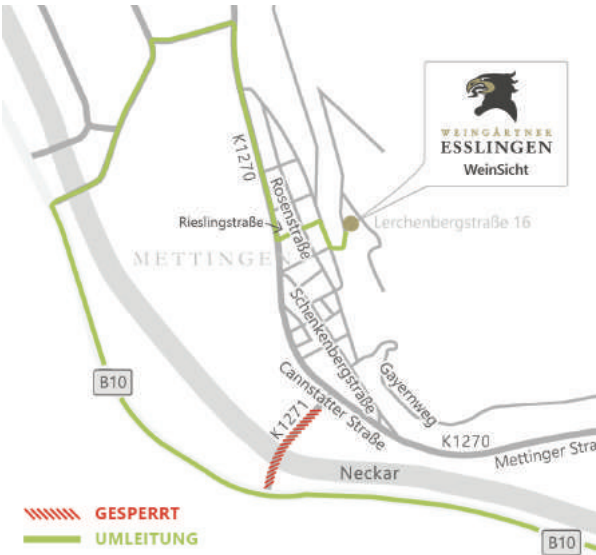 WEINGÄRTNER
ESSLINGEN
WeinSicht
K1270
Rosenstraße
Rieslingstraße
Lerchenbergstraße 16
METTINGEN
Schenkenbergstraße
Gayernweg
Cannstatter Straße
B10
K1271
K1270
Mettinger Stra
Neckar
GESPERRT
UMLEITUNG
B10